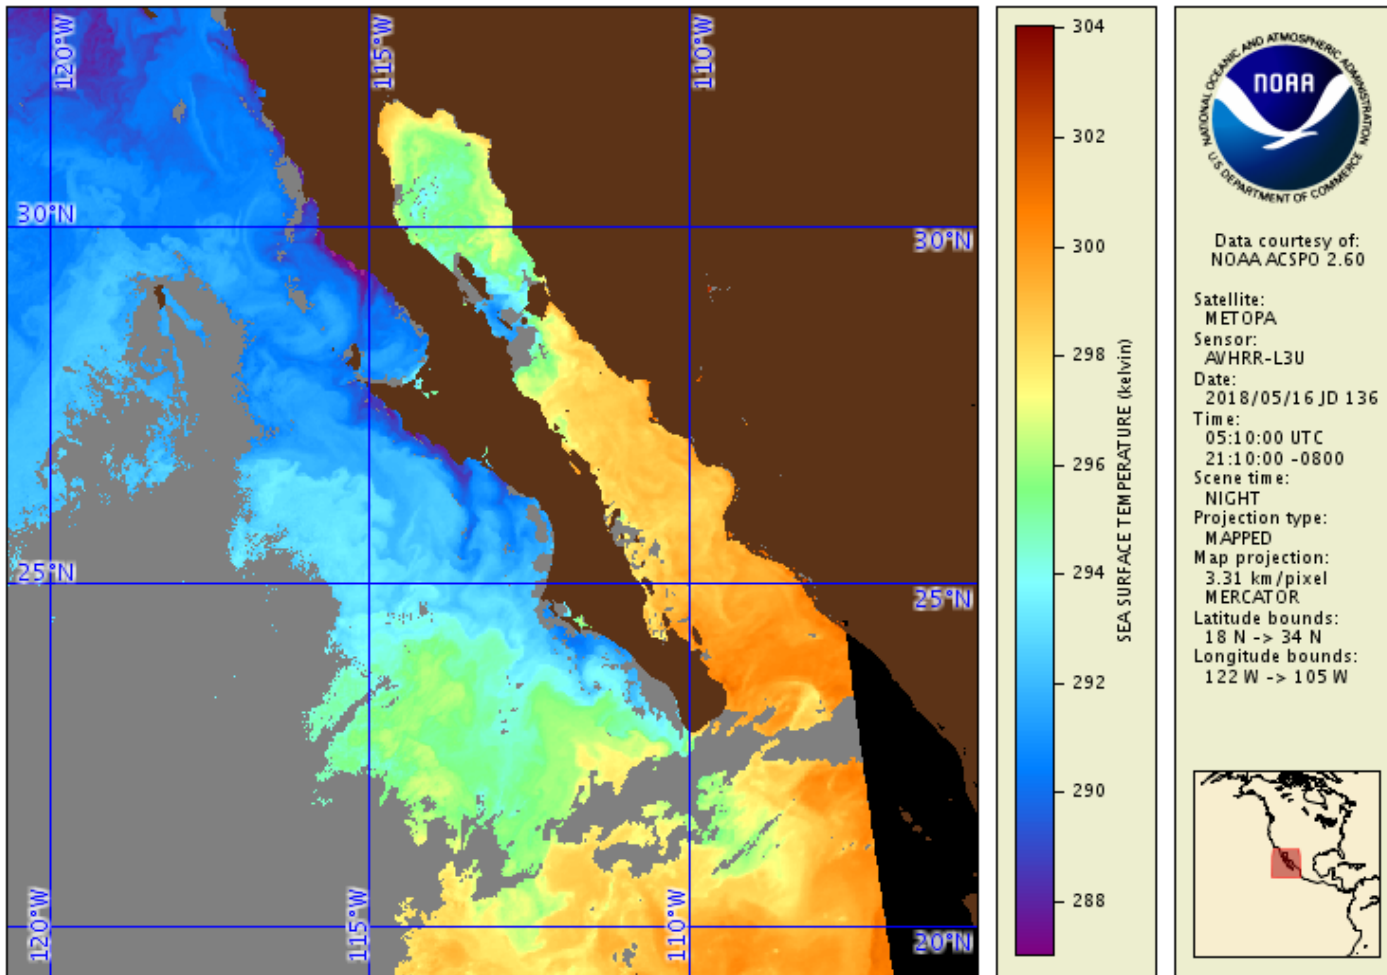 120°W
115°W
110°W
30°N
30°N
25°N
25°N
20°N
120°W
115°W
110°W
304
302
300
298
296
294
292
290
288
SEA SURFACE TEMPERATURE (kelvin)
NATIONAL OCEANIC AND ATMOSPHERIC ADMINISTRATION
NOAA
U.S. DEPARTMENT OF COMMERCE
Data courtesy of:
NOAA ACSPO 2.60
Satellite:
METOPA
Sensor:
AVHRR-L3U
Date:
2018/05/16 JD 136
Time:
05:10:00 UTC
21:10:00 -0800
Scene time:
NIGHT
Projection type:
MAPPED
Map projection:
3.31 km/pixel
MERCATOR
Latitude bounds:
18 N -> 34 N
Longitude bounds:
122 W -> 105 W